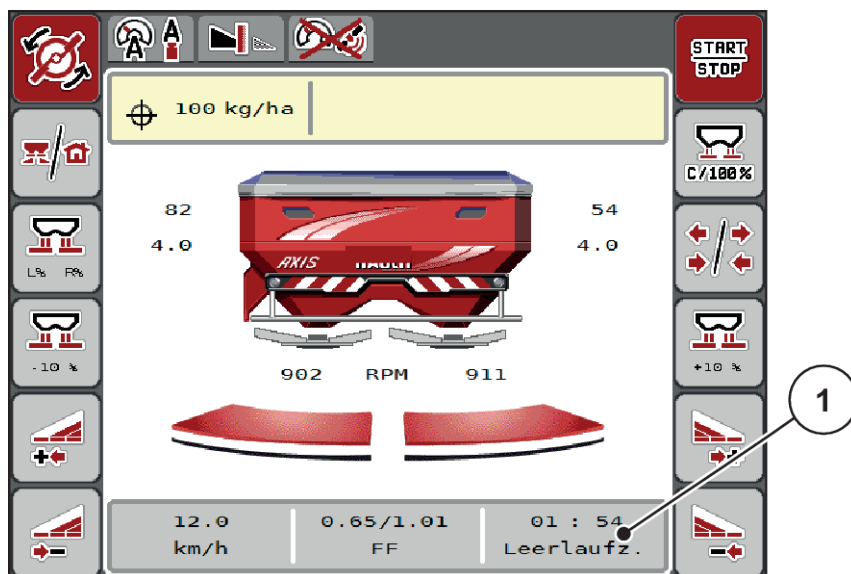 A A
START
STOP
100 kg/ha
C/100%
82 54
4.0 4.0
AXIS RAUCH
L% R%
-10 %
+10 %
902 RPM 911
1
12.0 0.65/1.01 01 : 54
km/h FF Leerlaufz.